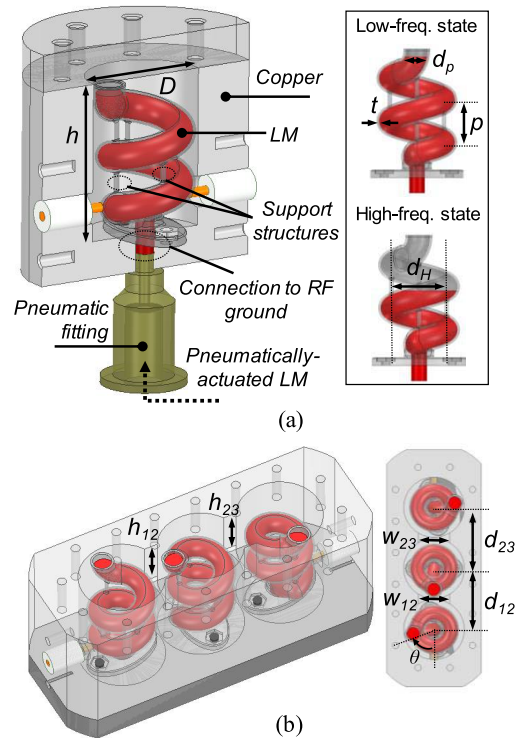 D
Copper
h
LM
Support
structures
Connection to RF
ground
Pneumatic
fitting
Pneumatically-
actuated LM
Low-freq. state
dp
t
p
High-freq. state
dH
(a)
h12
h23
w23
d23
w12
d12
θ
(b)